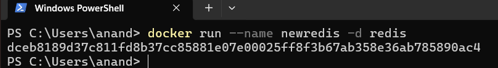 Windows PowerShell
PS C:\Users\anand> docker run --name newredis -d redis
dceb8189d37c811fd8b37cc85881e07e00025ff8f3b67ab358e36ab785890ac4
PS C:\Users\anand>